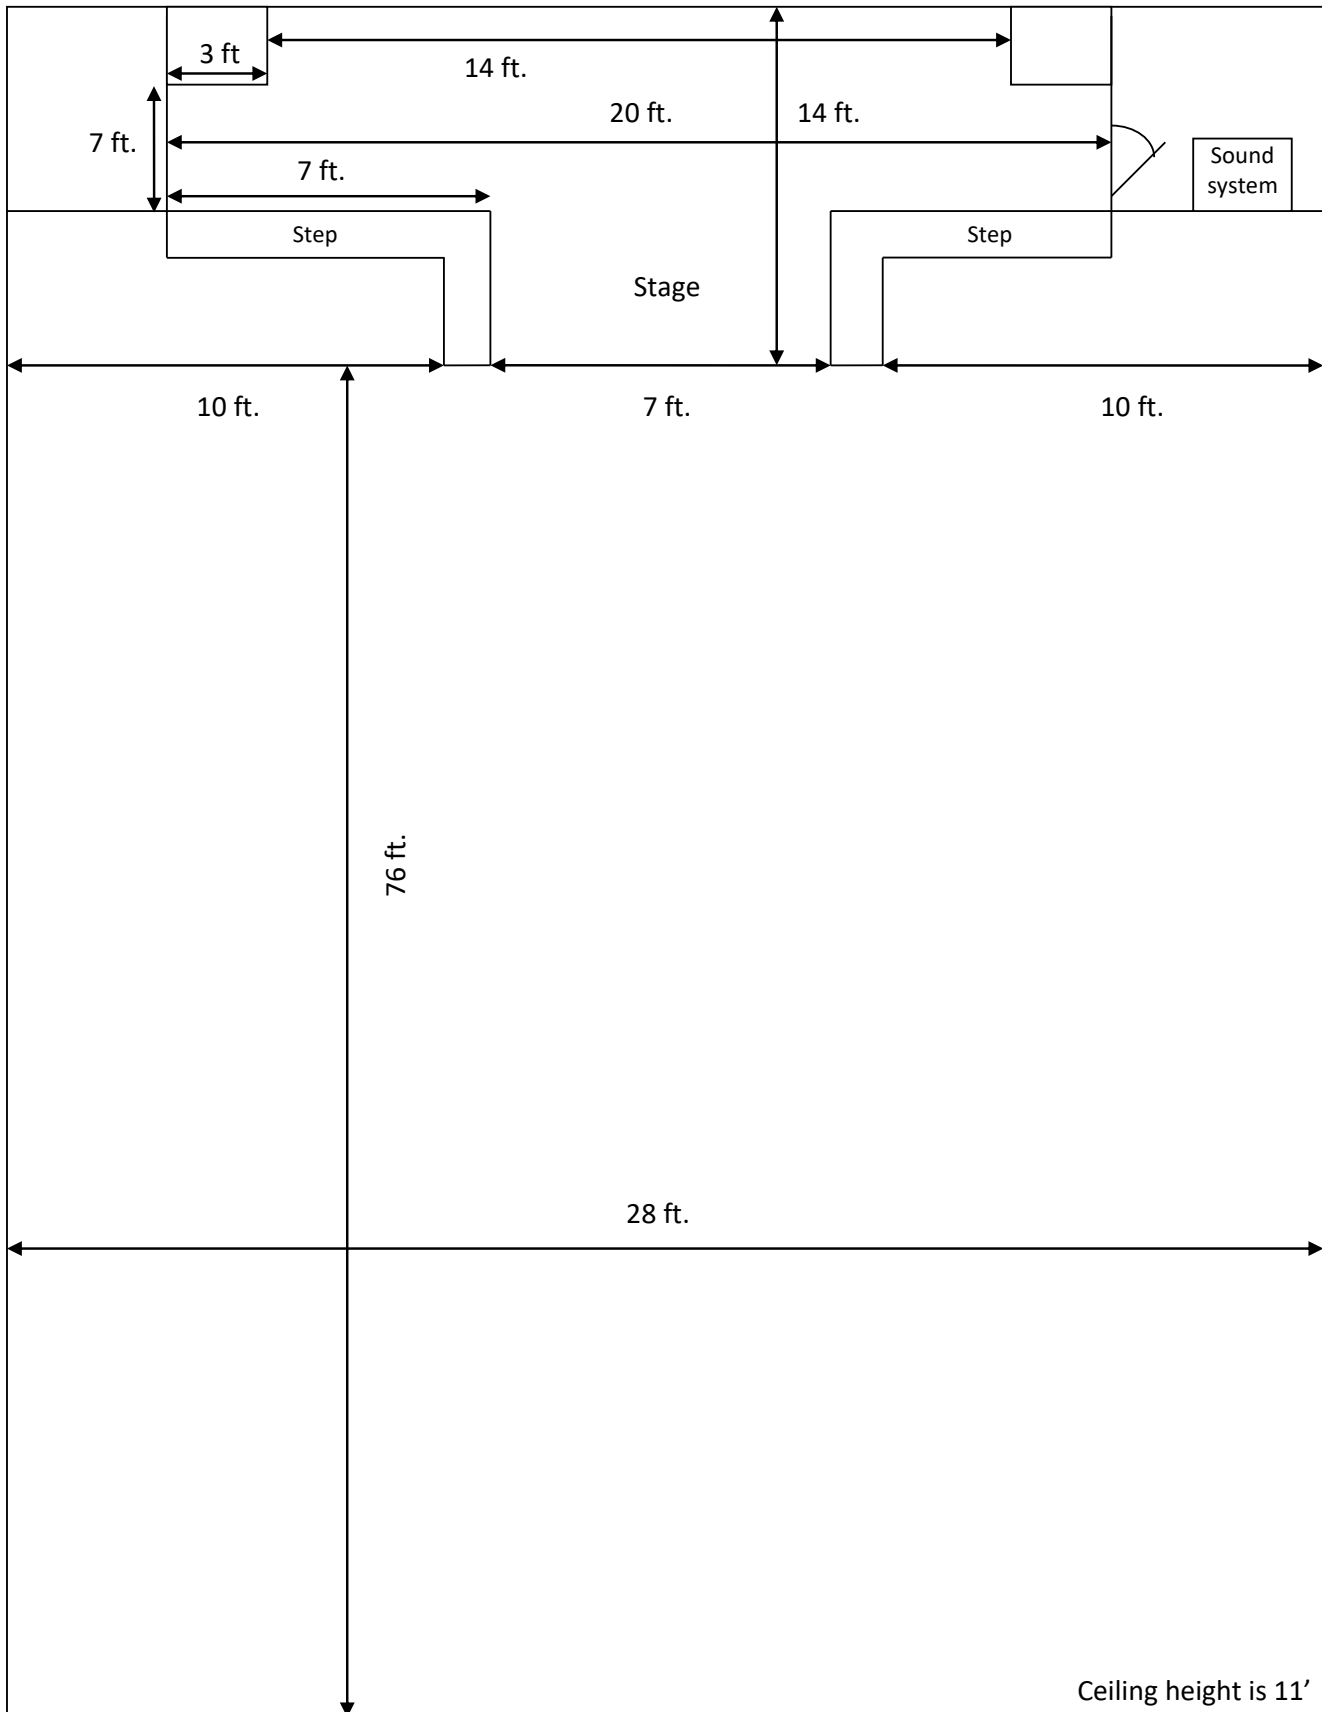 3 ft
14 ft.
20 ft.
14 ft.
7 ft.
Sound
system
7 ft.
Step
Step
Stage
10 ft.
7 ft.
10 ft.
76 ft.
28 ft.
Ceiling height is 11’